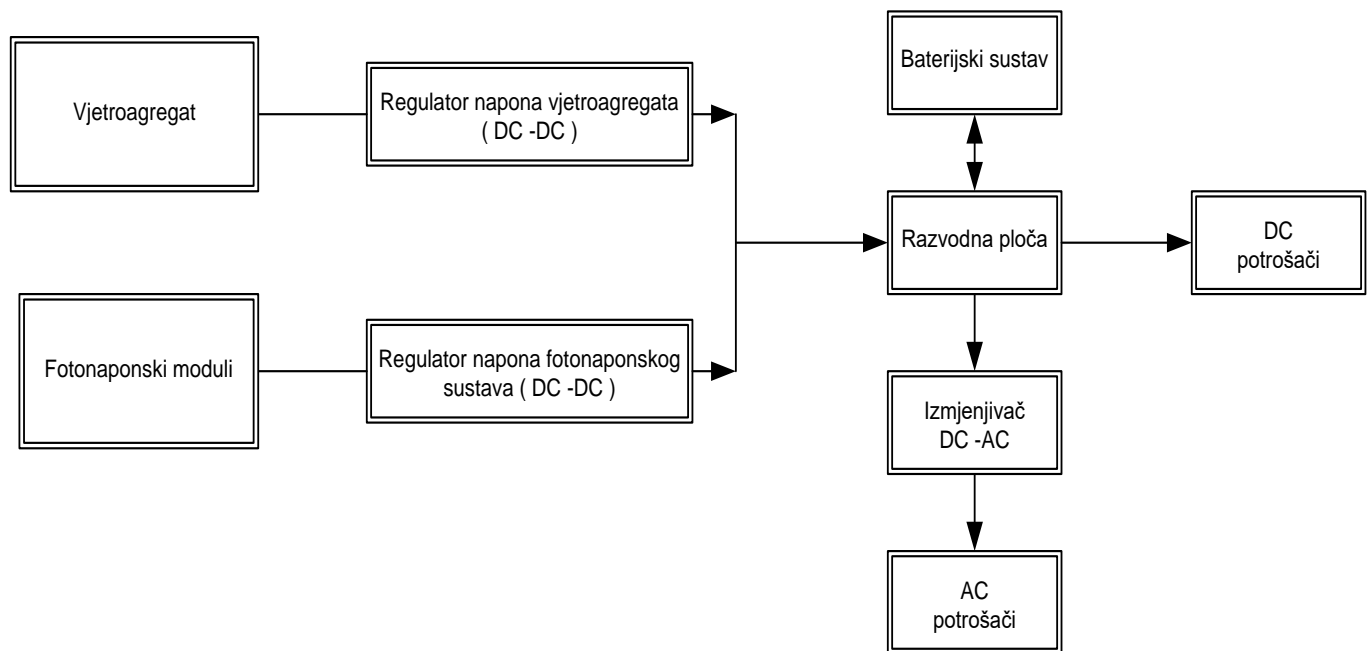 Vjetroagregat
Regulator napona vjetroagregata
( DC -DC )
Baterijski sustav
Razvodna ploča
DC
potrošači
Fotonaponski moduli
Regulator napona fotonaponskog
sustava ( DC -DC )
Izmjenjivač
DC -AC
AC
potrošači